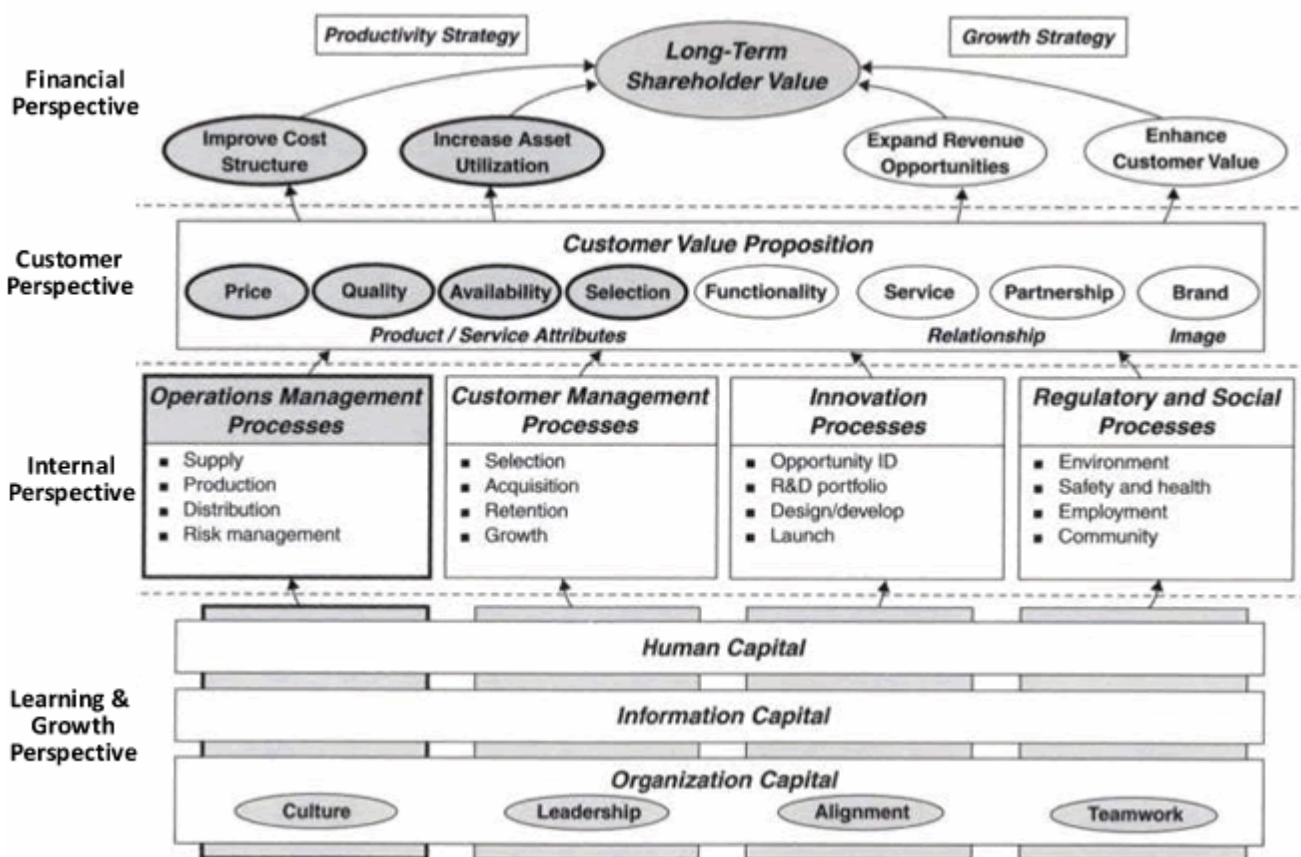 Productivity Strategy
Growth Strategy
Long-Term
Shareholder Value
Financial
Perspective
Improve Cost
Structure
Increase Asset
Utilization
Expand Revenue
Opportunities
Enhance
Customer Value
Customer
Perspective
Customer Value Proposition
Price
Quality
Availability
Selection
Functionality
Service
Partnership
Brand
Product / Service Attributes
Relationship
Image
Internal
Perspective
Operations Management
Processes
▪ Supply
▪ Production
▪ Distribution
▪ Risk management
Customer Management
Processes
▪ Selection
▪ Acquisition
▪ Retention
▪ Growth
Innovation
Processes
▪ Opportunity ID
▪ R&D portfolio
▪ Design/develop
▪ Launch
Regulatory and Social
Processes
▪ Environment
▪ Safety and health
▪ Employment
▪ Community
Learning &
Growth
Perspective
Human Capital
Information Capital
Organization Capital
Culture
Leadership
Alignment
Teamwork